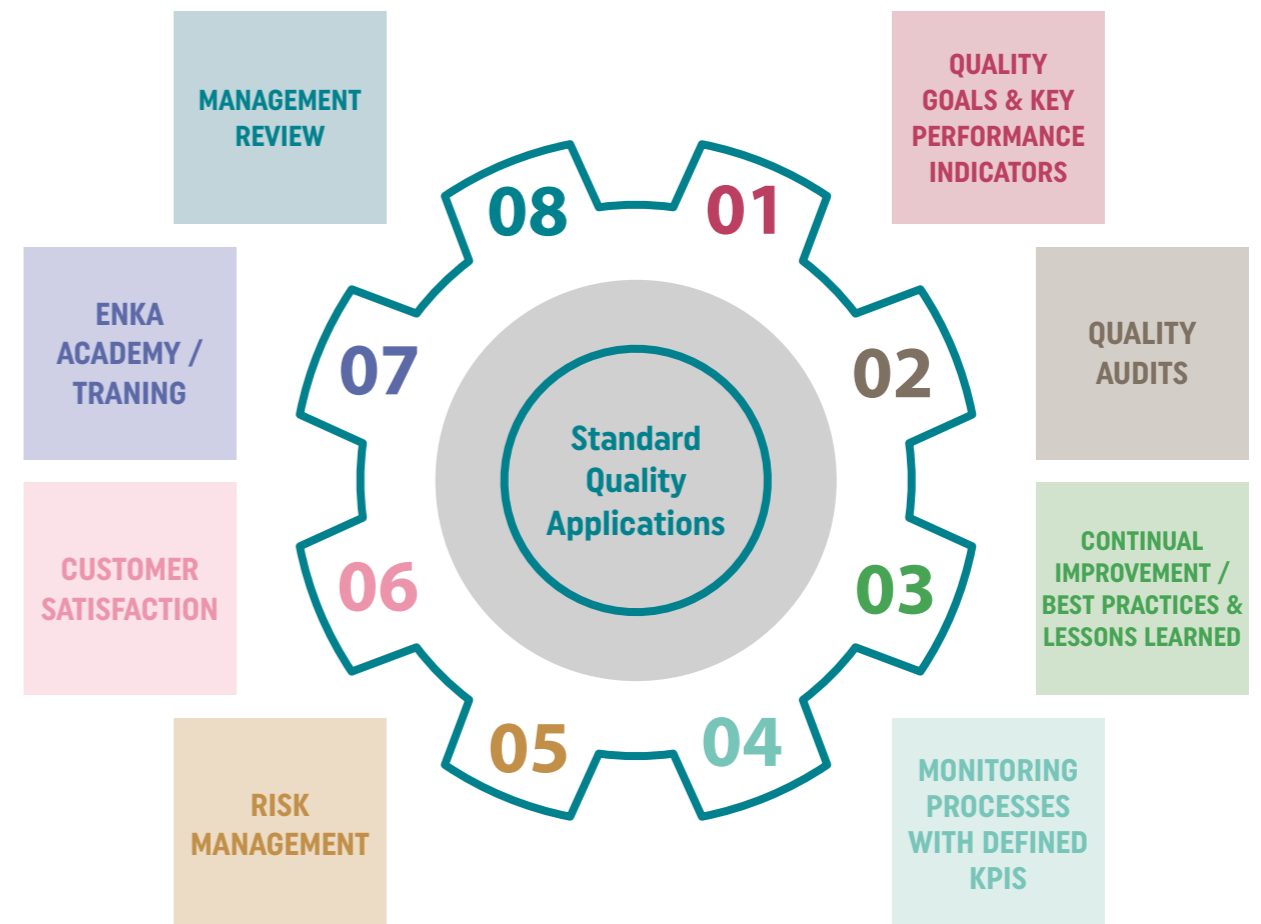 MANAGEMENT
REVIEW
QUALITY
GOALS & KEY
PERFORMANCE
INDICATORS
08
01
ENKA
ACADEMY /
TRANING
07
02
QUALITY
AUDITS
Standard
Quality
Applications
CUSTOMER
SATISFACTION
06
03
CONTINUAL
IMPROVEMENT /
BEST PRACTICES &
LESSONS LEARNED
RISK
MANAGEMENT
05
04
MONITORING
PROCESSES
WITH DEFINED
KPIS